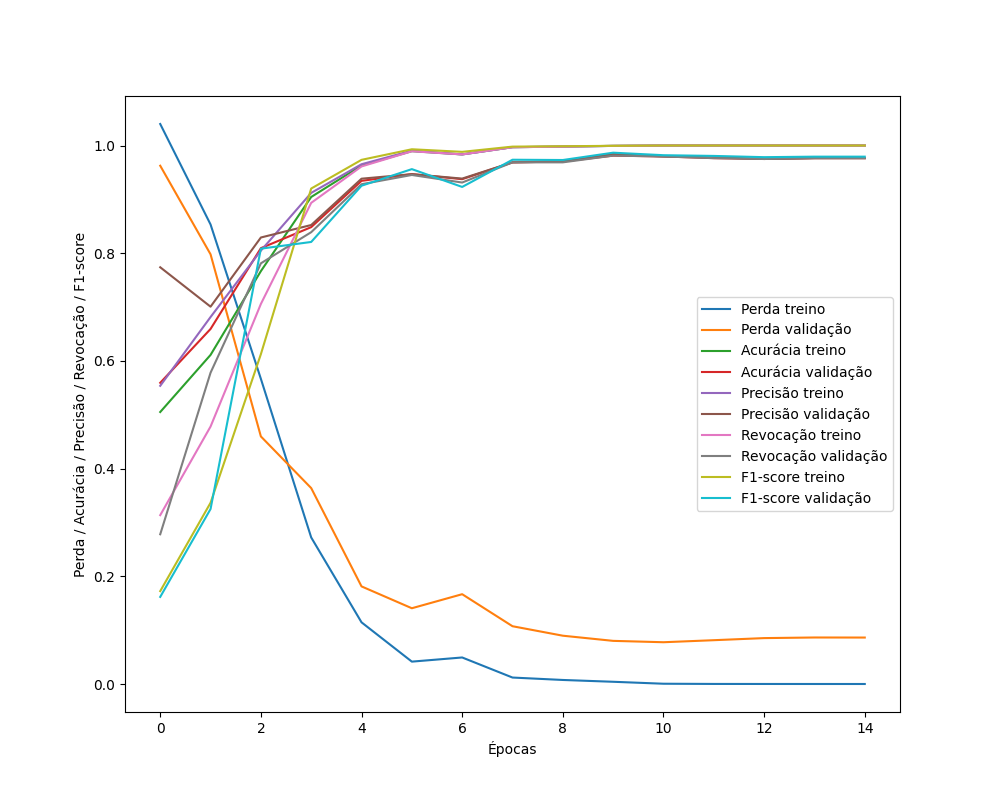 1.0
0.8
0.6
0.4
0.2
0.0
Perda / Acurácia / Precisão / Revocação / F1-score
Perda treino
Perda validação
Acurácia treino
Acurácia validação
Precisão treino
Precisão validação
Revocação treino
Revocação validação
F1-score treino
F1-score validação
0 2 4 6 8 10 12 14
Épocas